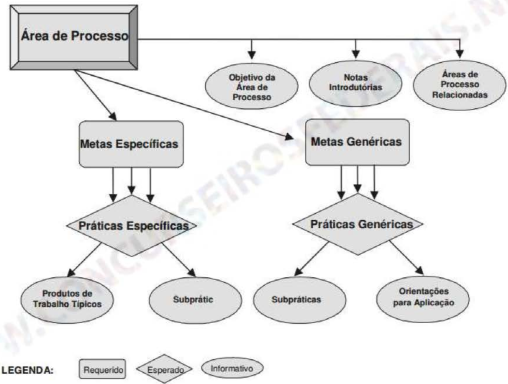 Área de Processo
Objetivo da
Área de
Processo
Notas
Introdutórias
Áreas de
Processo
Relacionadas
Metas Específicas
Metas Genéricas
Práticas Específicas
Práticas Genéricas
Produtos de
Trabalho Típicos
Subprátic
Subpráticas
Orientações
para Aplicação
LEGENDA:
Requerido
Esperado
Informativo